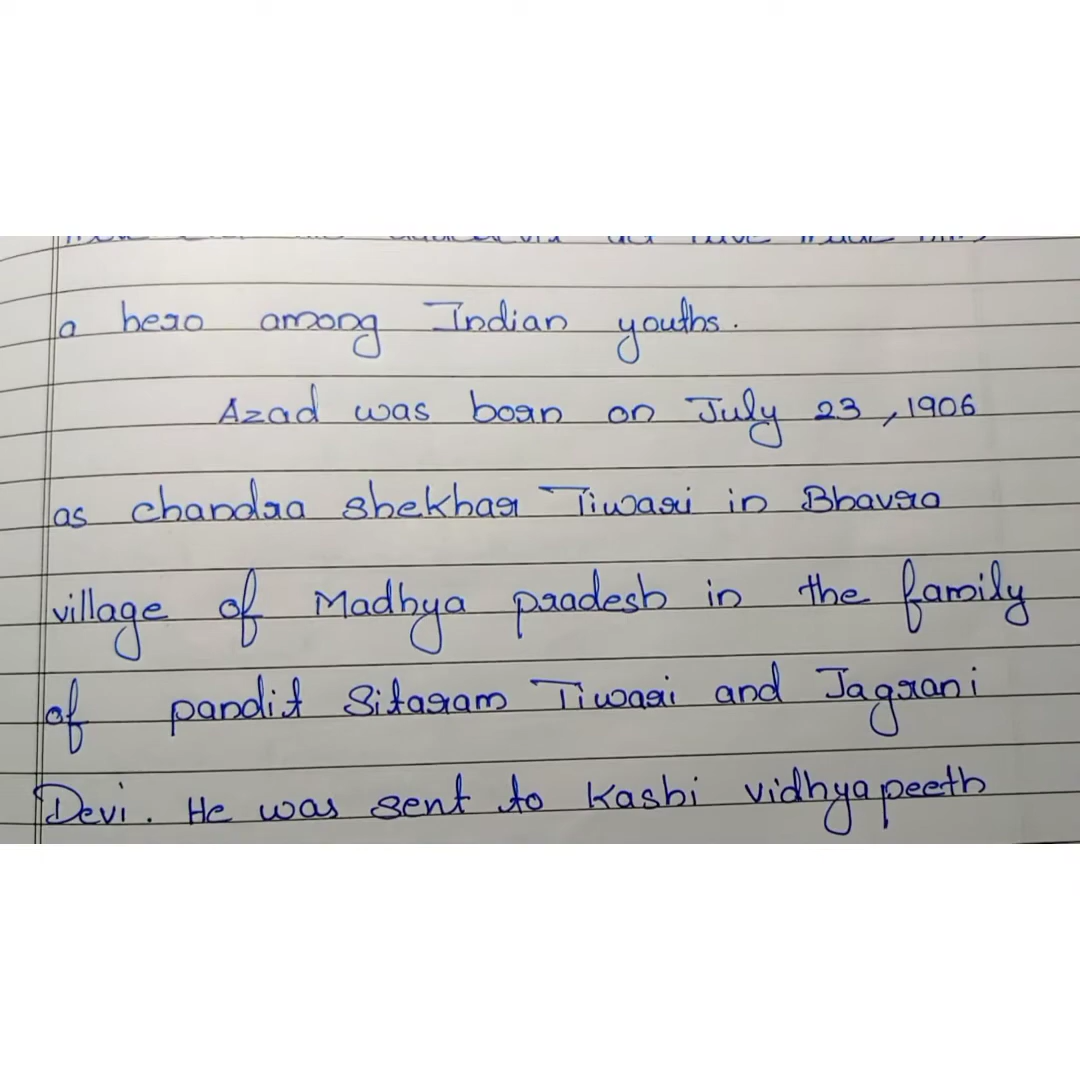 a hero among Indian youths.
Azad was born on July 23, 1906
as chandra shekhar Tiwari in Bhavra
village of Madhya pradesh in the family
of pandit Sitaram Tiwari and Jagrani
Devi. He was sent to Kashi vidhyapeeth